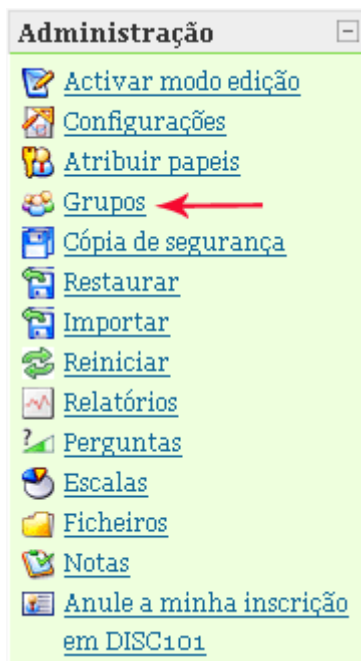 Administração
Activar modo edição
Configurações
Atribuir papeis
Grupos
Cópia de segurança
Restaurar
Importar
Reiniciar
Relatórios
Perguntas
Escalas
Ficheiros
Notas
Anule a minha inscrição
em DISC101